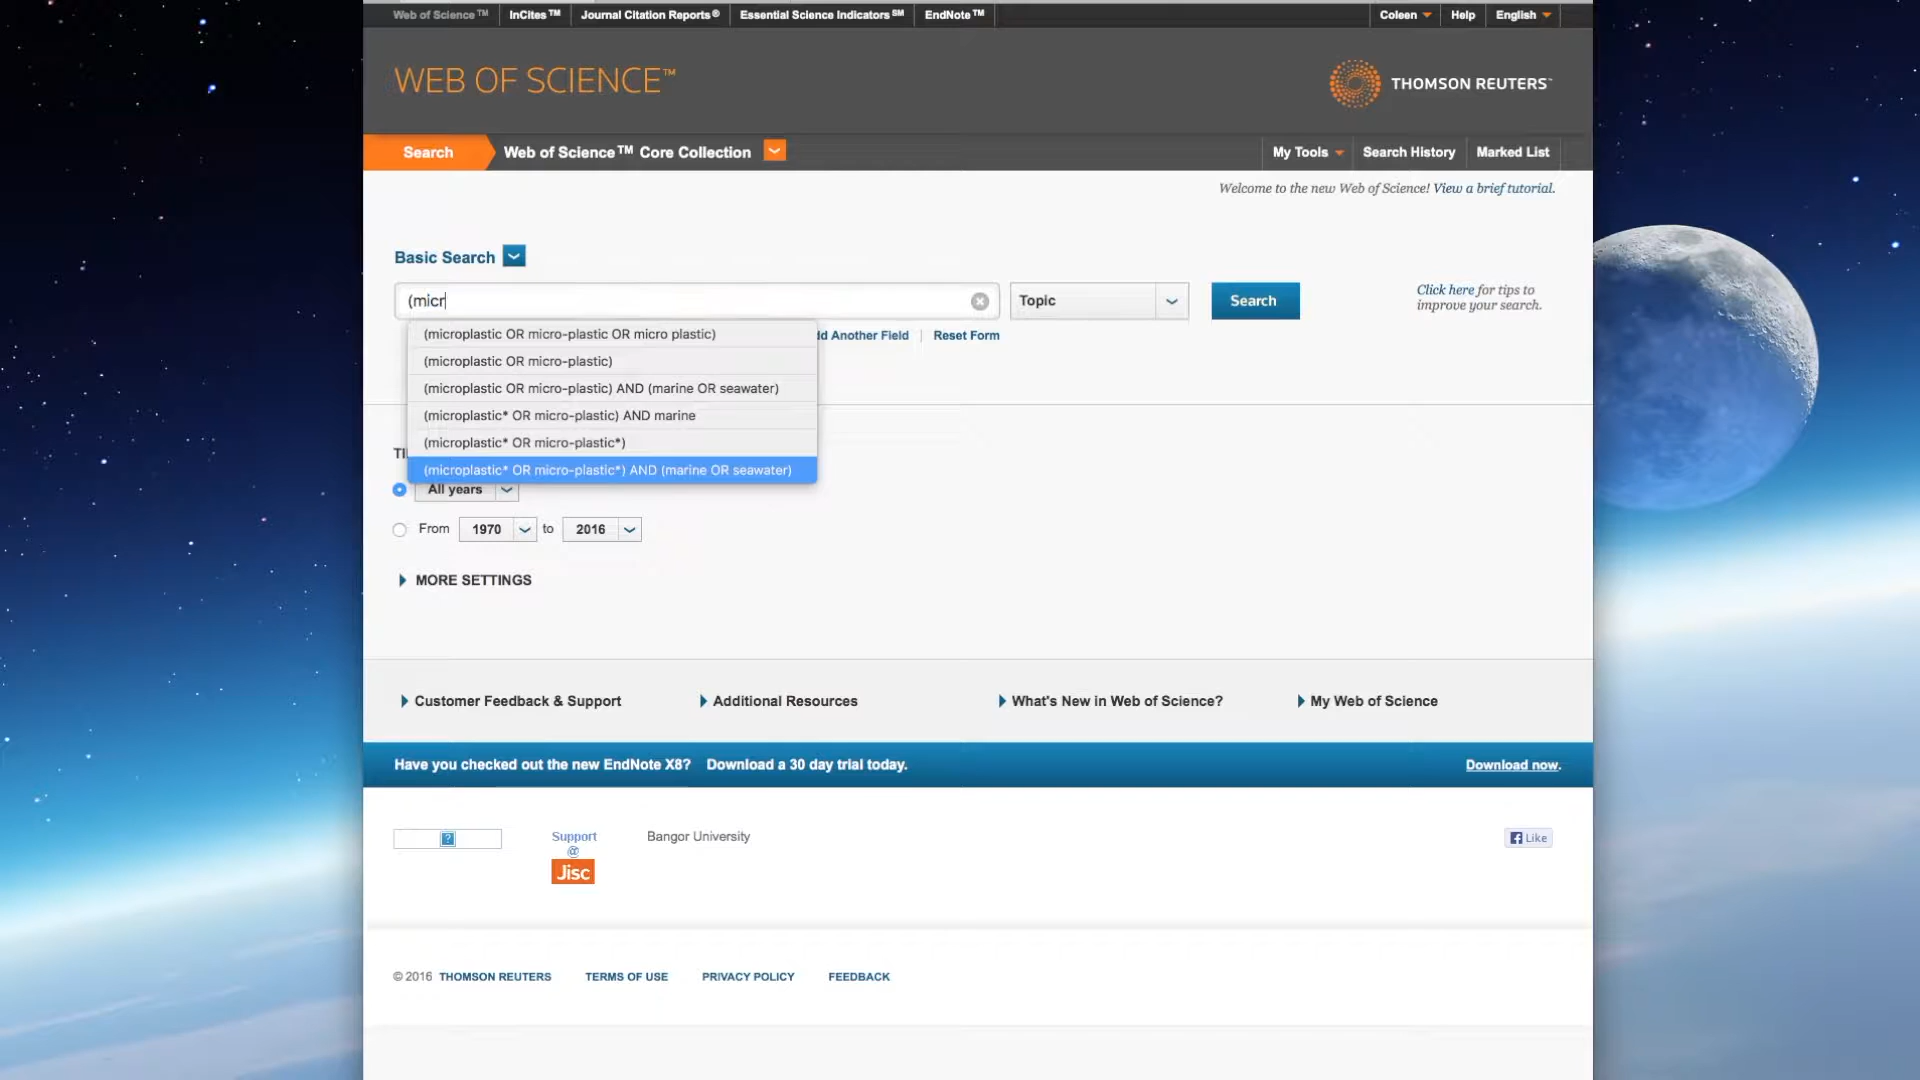 Web of Science™ InCites™ Journal Citation Reports® Essential Science Indicators℠ EndNote™ Coleen Help English
WEB OF SCIENCE™
THOMSON REUTERS™
Search Web of Science™ Core Collection My Tools Search History Marked List
Welcome to the new Web of Science! View a brief tutorial.
Basic Search
(micr Topic Search
Click here for tips to
improve your search.
(microplastic OR micro-plastic OR micro plastic)
dd Another Field | Reset Form
(microplastic OR micro-plastic)
(microplastic OR micro-plastic) AND (marine OR seawater)
(microplastic* OR micro-plastic) AND marine
(microplastic* OR micro-plastic*)
TI
(microplastic* OR micro-plastic*) AND (marine OR seawater)
All years
From 1970 to 2016
MORE SETTINGS
Customer Feedback & Support Additional Resources What's New in Web of Science? My Web of Science
Have you checked out the new EndNote X8? Download a 30 day trial today. Download now.
Support Bangor University Like
@
Jisc
© 2016 THOMSON REUTERS TERMS OF USE PRIVACY POLICY FEEDBACK